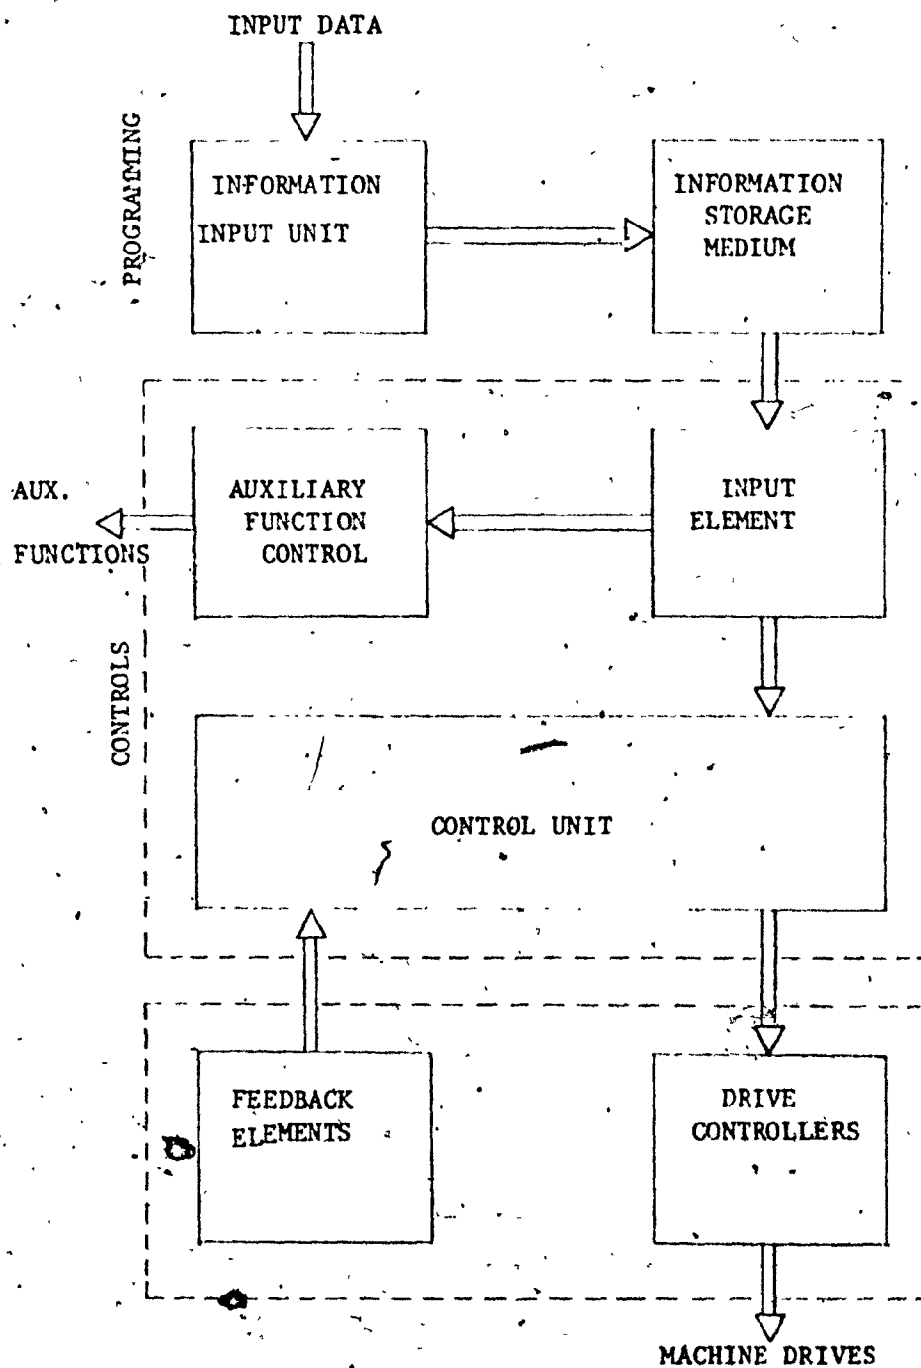 INPUT DATA
PROGRAMMING
INFORMATION
INPUT UNIT
INFORMATION
STORAGE
MEDIUM
AUX.
FUNCTIONS
AUXILIARY
FUNCTION
CONTROL
INPUT
ELEMENT
CONTROLS
CONTROL UNIT
FEEDBACK
ELEMENTS
DRIVE
CONTROLLERS
MACHINE DRIVES